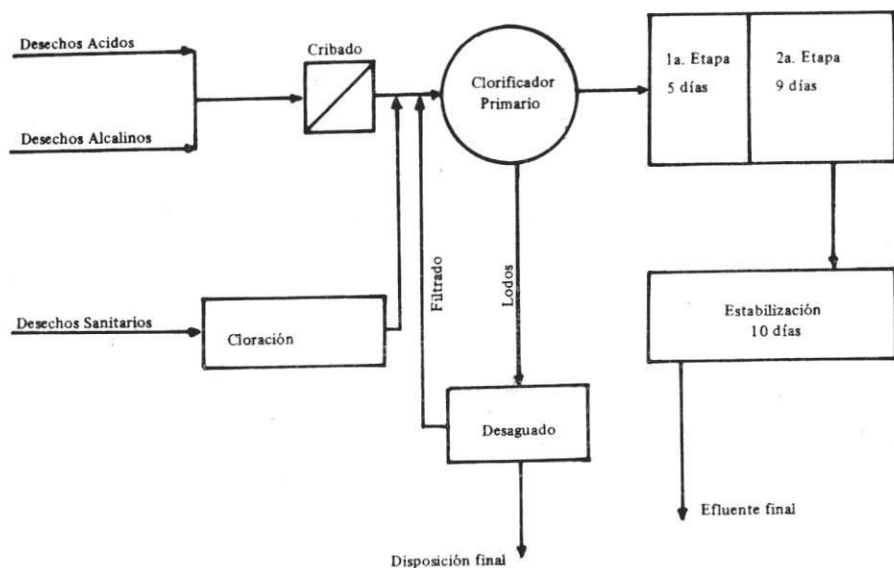 Desechos Acidos
Cribado
Desechos Alcalinos
Clorificador
Primario
1a. Etapa
5 días
2a. Etapa
9 días
Desechos Sanitarios
Cloración
Filtrado
Lodos
Estabilización
10 días
Desaguado
Efluente final
Disposición final